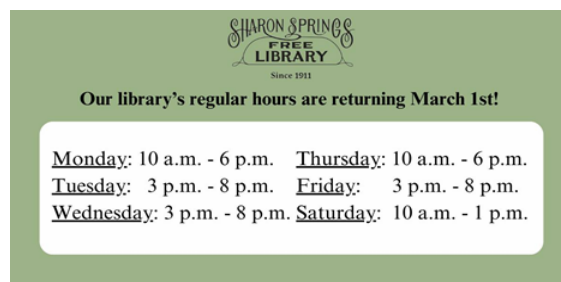 SHARON SPRINGS
FREE
LIBRARY
Since 1911
Our library's regular hours are returning March 1st!
Monday: 10 a.m. - 6 p.m. Thursday: 10 a.m. - 6 p.m.
Tuesday: 3 p.m. - 8 p.m. Friday: 3 p.m. - 8 p.m.
Wednesday: 3 p.m. - 8 p.m. Saturday: 10 a.m. - 1 p.m.